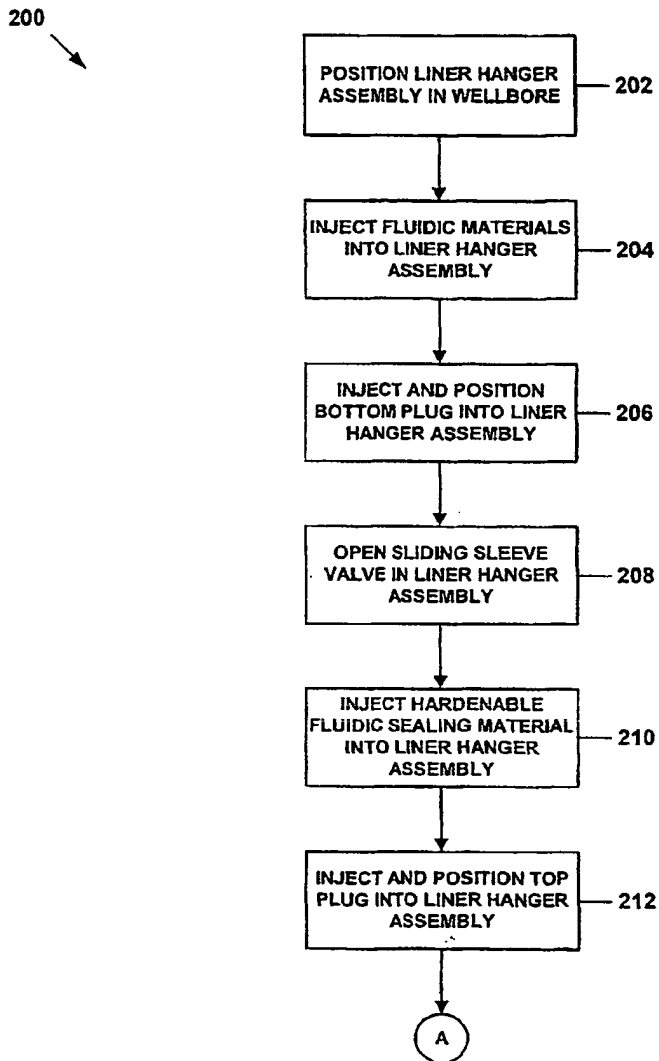 200
POSITION LINER HANGER
ASSEMBLY IN WELLBORE
202
INJECT FLUIDIC MATERIALS
INTO LINER HANGER
ASSEMBLY
204
INJECT AND POSITION
BOTTOM PLUG INTO LINER
HANGER ASSEMBLY
206
OPEN SLIDING SLEEVE
VALVE IN LINER HANGER
ASSEMBLY
208
INJECT HARDENABLE
FLUIDIC SEALING MATERIAL
INTO LINER HANGER
ASSEMBLY
210
INJECT AND POSITION TOP
PLUG INTO LINER HANGER
ASSEMBLY
212
A